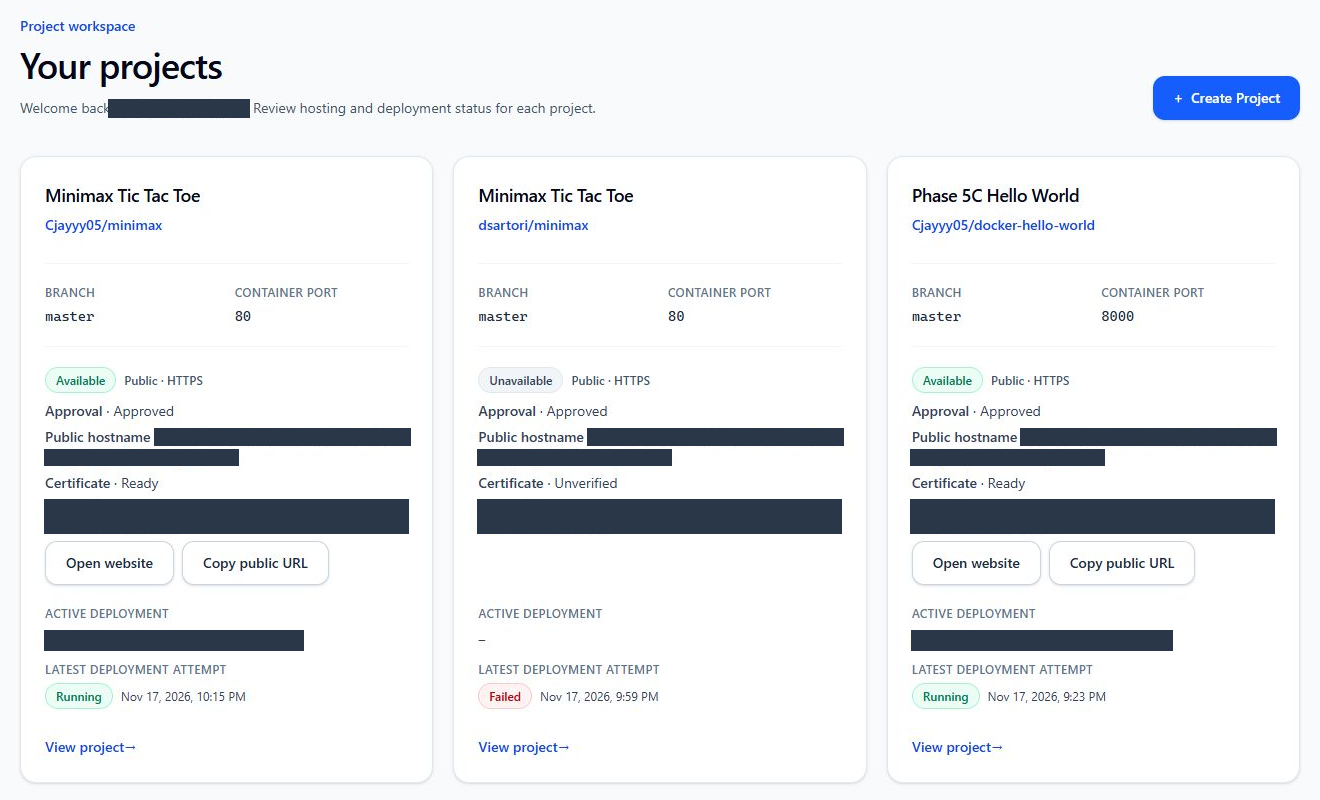 Project workspace
Your projects
Welcome back Review hosting and deployment status for each project.
+ Create Project
Minimax Tic Tac Toe
Cjayyy05/minimax
BRANCH CONTAINER PORT
master 80
Available Public · HTTPS
Approval · Approved
Public hostname
Certificate · Ready
Open website Copy public URL
ACTIVE DEPLOYMENT
LATEST DEPLOYMENT ATTEMPT
Running Nov 17, 2026, 10:15 PM
View project→
Minimax Tic Tac Toe
dsartori/minimax
BRANCH CONTAINER PORT
master 80
Unavailable Public · HTTPS
Approval · Approved
Public hostname
Certificate · Unverified
ACTIVE DEPLOYMENT
–
LATEST DEPLOYMENT ATTEMPT
Failed Nov 17, 2026, 9:59 PM
View project→
Phase 5C Hello World
Cjayyy05/docker-hello-world
BRANCH CONTAINER PORT
master 8000
Available Public · HTTPS
Approval · Approved
Public hostname
Certificate · Ready
Open website Copy public URL
ACTIVE DEPLOYMENT
LATEST DEPLOYMENT ATTEMPT
Running Nov 17, 2026, 9:23 PM
View project→